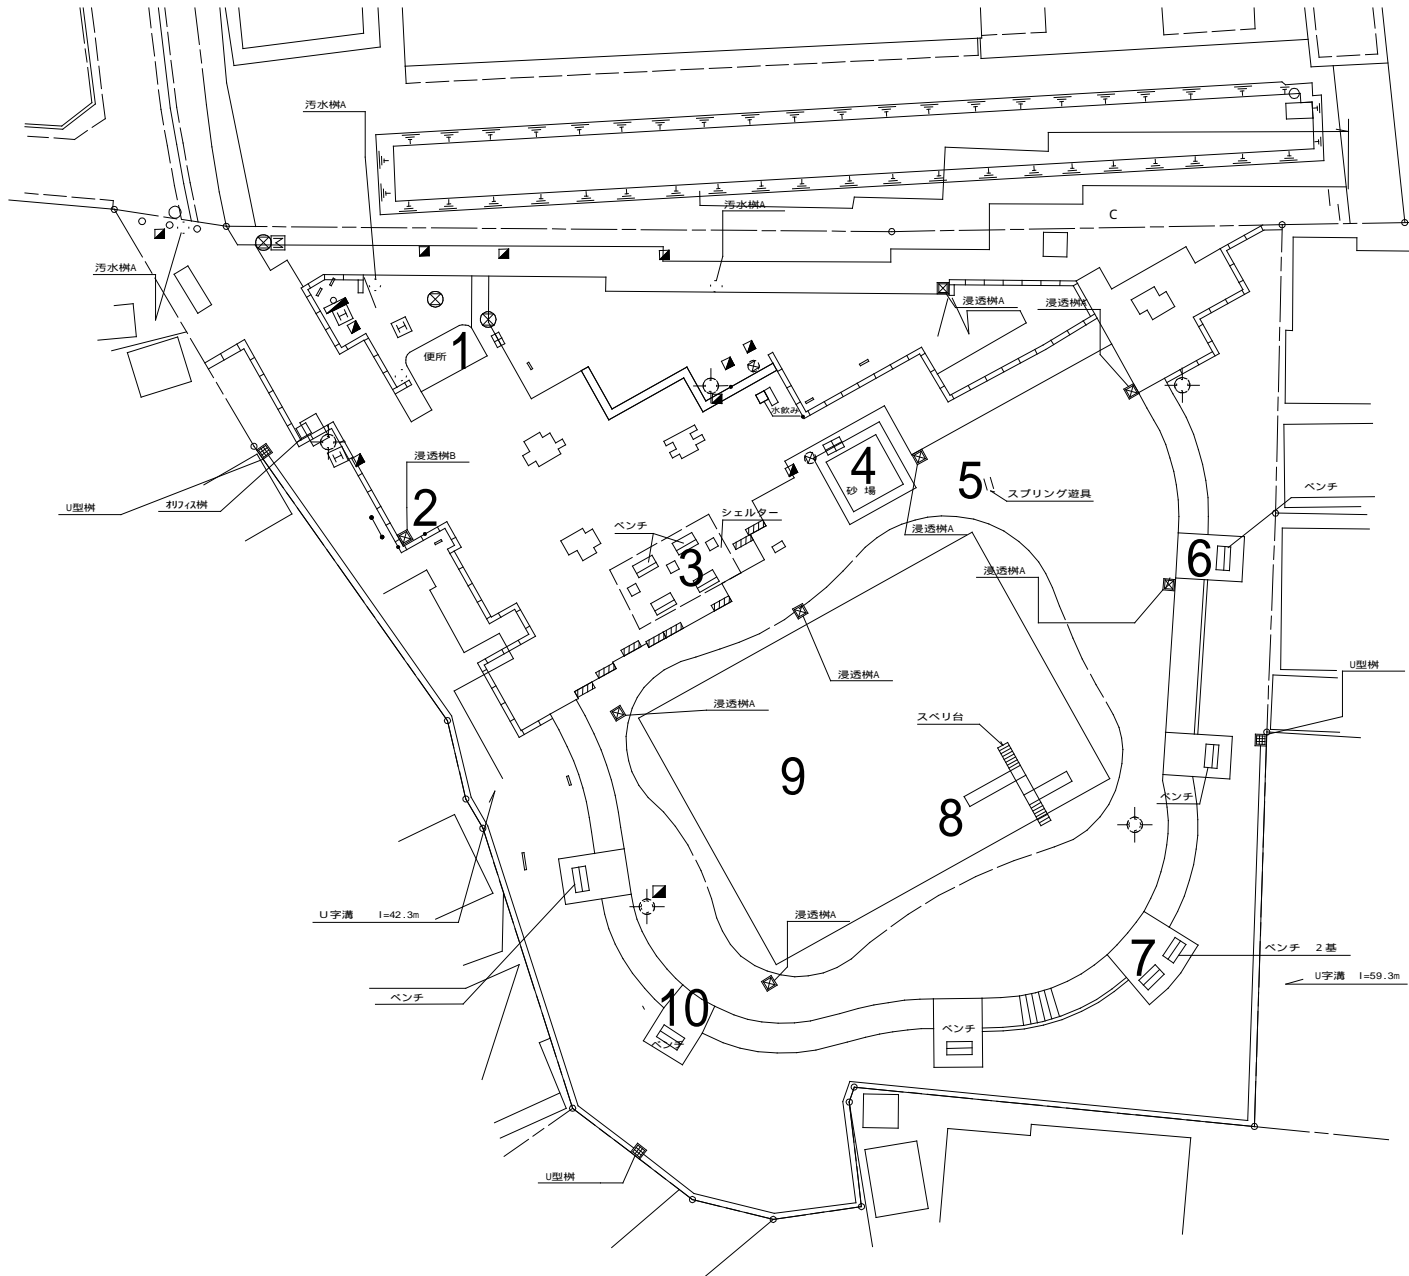 汚水桝A
汚水桝A
C
汚水桝A
M
浸透桝A
浸透桝A
便所
1
水飲み
浸透桝B
U型桝
オリフィス桝
2
4
砂 場
5
スプリング遊具
ベンチ
シェルター
ベンチ
浸透桝A
3
6
浸透桝A
浸透桝A
U型桝
浸透桝A
スベリ台
9
8
ベンチ
U字溝 l=42.3m
浸透桝A
7
ベンチ 2基
U字溝 l=59.3m
ベンチ
10
ベンチ
ベンチ
U型桝